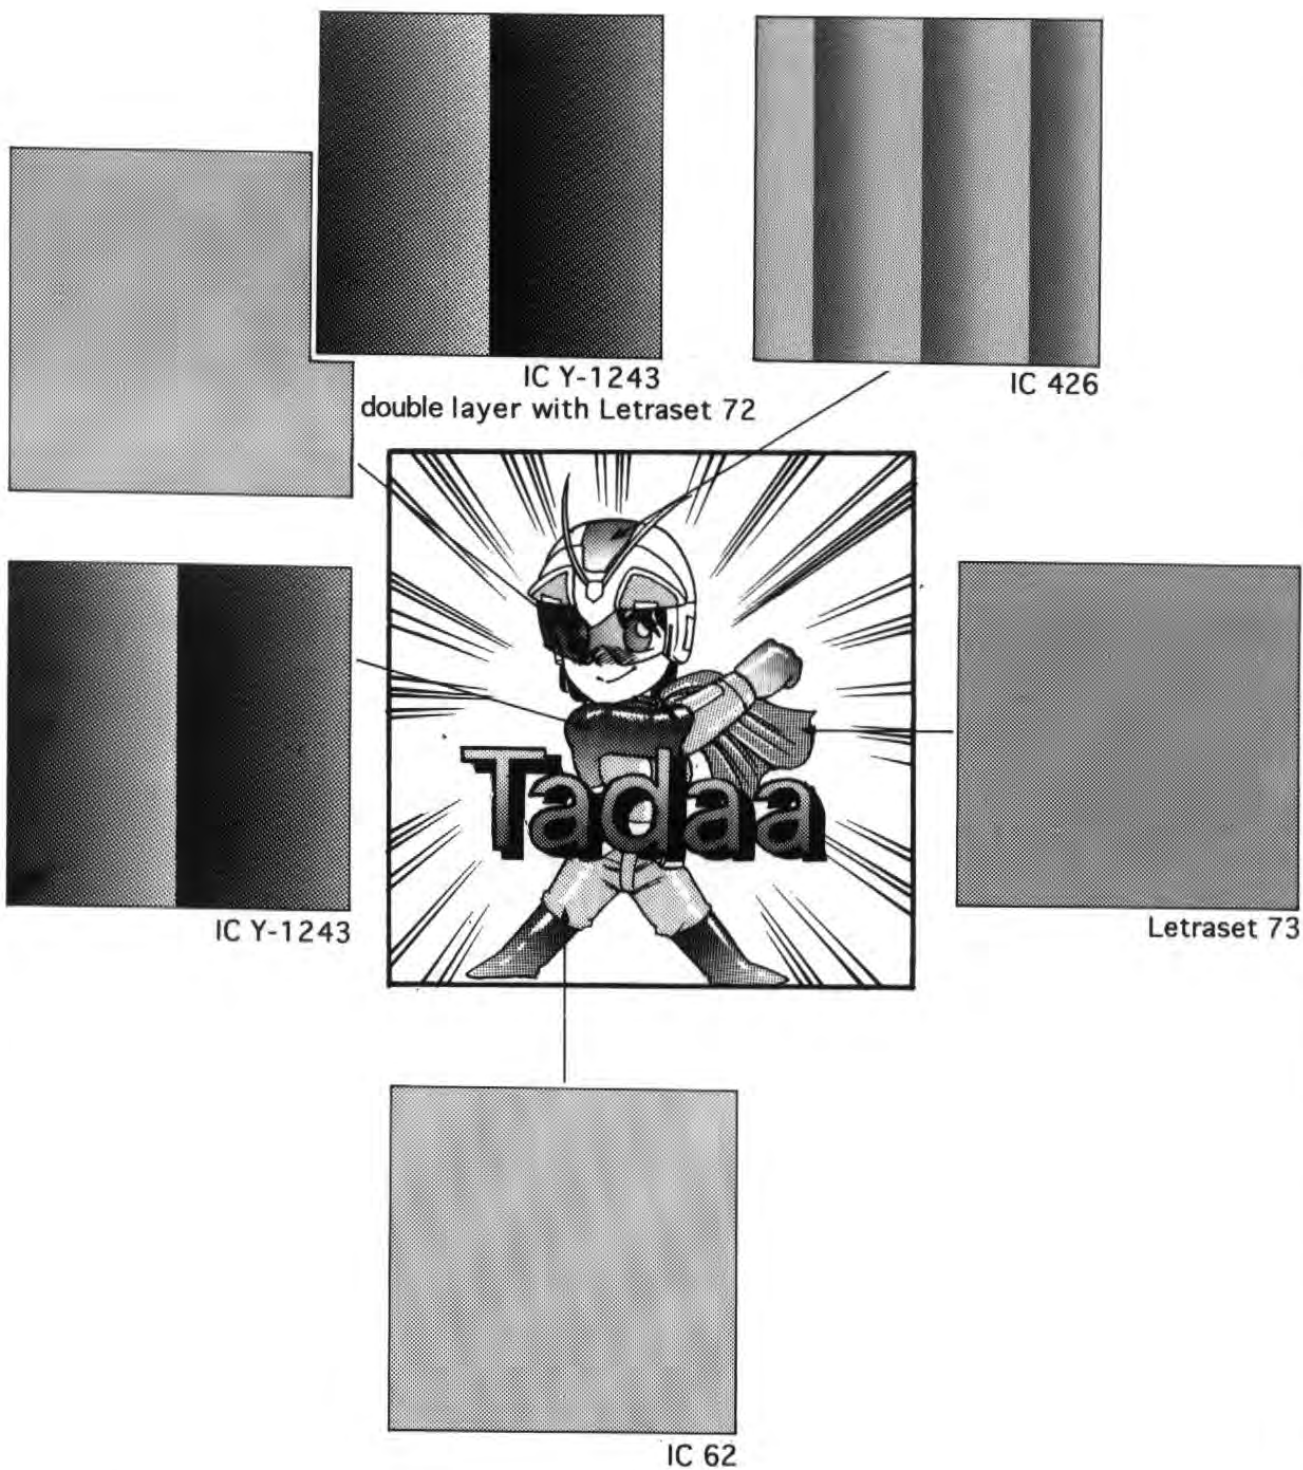 IC Y-1243
double layer with Letraset 72
IC 426
Tadaa
IC Y-1243
Letraset 73
IC 62